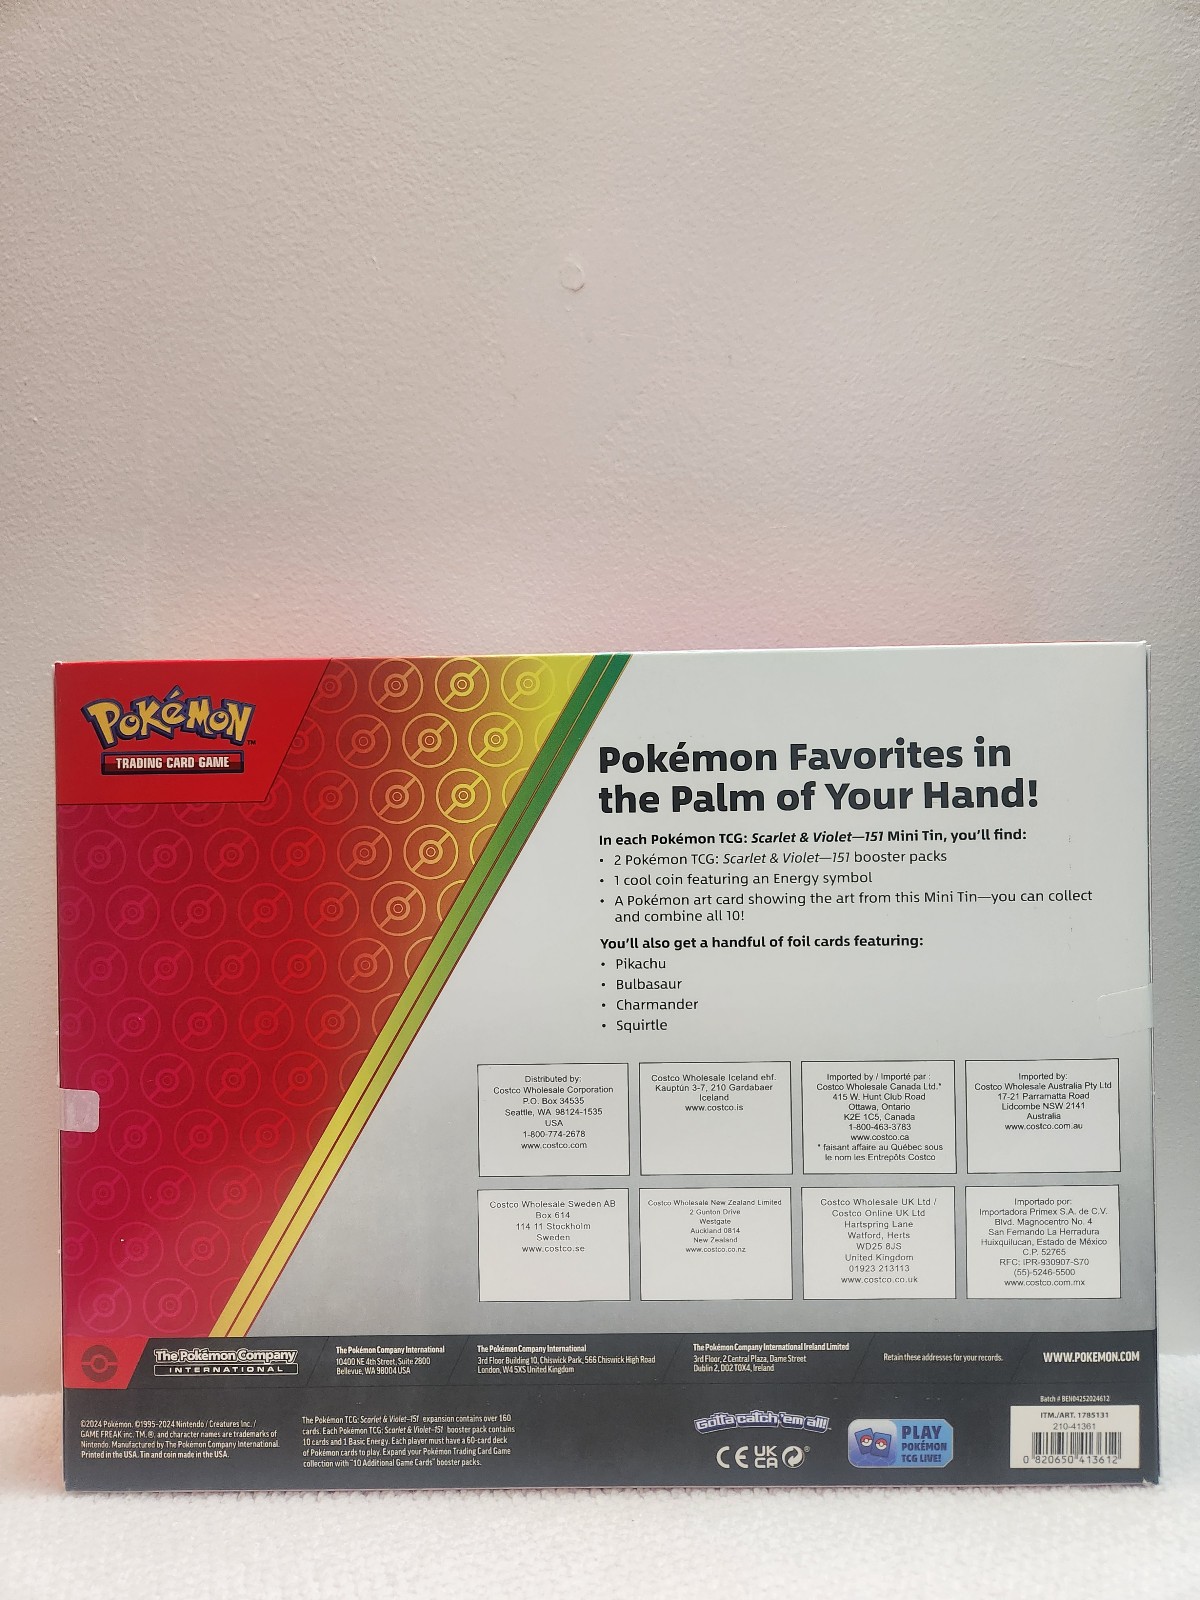 POKéMON™
TRADING CARD GAME
Pokémon Favorites in
the Palm of Your Hand!
In each Pokémon TCG: Scarlet & Violet—151 Mini Tin, you'll find:
• 2 Pokémon TCG: Scarlet & Violet—151 booster packs
• 1 cool coin featuring an Energy symbol
• A Pokémon art card showing the art from this Mini Tin—you can collect
and combine all 10!
You'll also get a handful of foil cards featuring:
• Pikachu
• Bulbasaur
• Charmander
• Squirtle
Distributed by:
Costco Wholesale Corporation
P.O. Box 34535
Seattle, WA 98124-1535
USA
1-800-774-2678
www.costco.com
Costco Wholesale Iceland ehf.
Kauptún 3-7, 210 Gardabaer
Iceland
www.costco.is
Imported by / Importé par :
Costco Wholesale Canada Ltd.*
415 W. Hunt Club Road
Ottawa, Ontario
K2E 1C5, Canada
1-800-463-3783
www.costco.ca
* faisant affaire au Québec sous
le nom les Entrepôts Costco
Imported by:
Costco Wholesale Australia Pty Ltd
17-21 Parramatta Road
Lidcombe NSW 2141
Australia
www.costco.com.au
Costco Wholesale Sweden AB
Box 614
114 11 Stockholm
Sweden
www.costco.se
Costco Wholesale New Zealand Limited
2 Gunton Drive
Westgate
Auckland 0814
New Zealand
www.costco.co.nz
Costco Wholesale UK Ltd /
Costco Online UK Ltd
Hartspring Lane
Watford, Herts
WD25 8JS
United Kingdom
01923 213113
www.costco.co.uk
Importado por:
Importadora Primex S.A. de C.V.
Blvd. Magnocentro No. 4
San Fernando La Herradura
Huixquilucan, Estado de México
C.P. 52765
RFC: IPR-930907-S70
(55)-5246-5500
www.costco.com.mx
The Pokémon Company
INTERNATIONAL
The Pokémon Company International
10400 NE 4th Street, Suite 2800
Bellevue, WA 98004 USA
The Pokémon Company International
3rd Floor Building 10, Chiswick Park, 566 Chiswick High Road
London, W4 5XS United Kingdom
The Pokémon Company International Ireland Limited
3rd Floor, 2 Central Plaza, Dame Street
Dublin 2, D02 T0X4, Ireland
Retain these addresses for your records.
WWW.POKEMON.COM
©2024 Pokémon. ©1995-2024 Nintendo / Creatures Inc. /
GAME FREAK inc. TM, ®, and character names are trademarks of
Nintendo. Manufactured by The Pokémon Company International.
Printed in the USA. Tin and coin made in the USA.
The Pokémon TCG: Scarlet & Violet–151 expansion contains over 160
cards. Each Pokémon TCG: Scarlet & Violet–151 booster pack contains
10 cards and 1 Basic Energy. Each player must have a 60-card deck
of Pokémon cards to play. Expand your Pokémon Trading Card Game
collection with "10 Additional Game Cards" booster packs.
Gotta catch 'em all!
CE UK CA
PLAY
POKÉMON
TCG LIVE!
Batch # BEN04252024612
ITM./ART. 1785131
210-41361
0 820650 413612